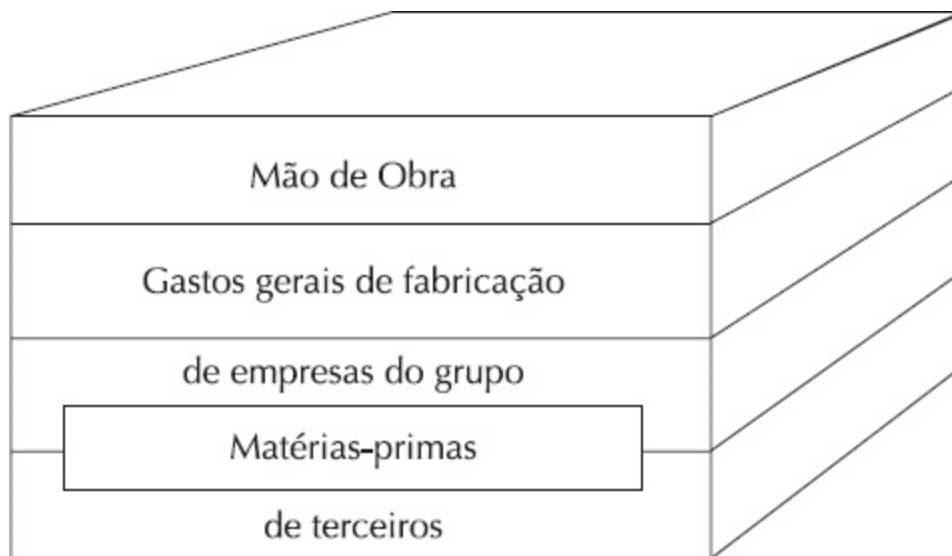 Mão de Obra
Gastos gerais de fabricação
de empresas do grupo
Matérias-primas
de terceiros